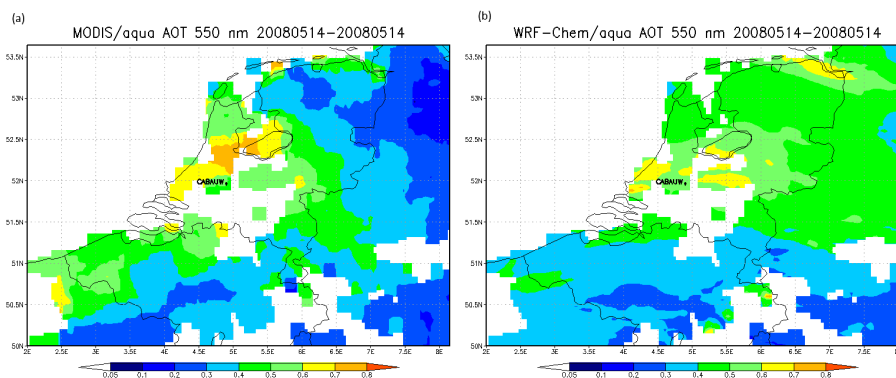 (a)
MODIS/aqua AOT 550 nm 20080514-20080514
53.5N
53N
52.5N
52N
51.5N
51N
50.5N
50N
CABAUW
2E 2.5E 3E 3.5E 4E 4.5E 5E 5.5E 6E 6.5E 7E 7.5E 8E
0.05 0.1 0.2 0.3 0.4 0.5 0.6 0.7 0.8
(b)
WRF-Chem/aqua AOT 550 nm 20080514-20080514
53.5N
53N
52.5N
52N
51.5N
51N
50.5N
50N
CABAUW
2E 2.5E 3E 3.5E 4E 4.5E 5E 5.5E 6E 6.5E 7E 7.5E
0.05 0.1 0.2 0.3 0.4 0.5 0.6 0.7 0.8